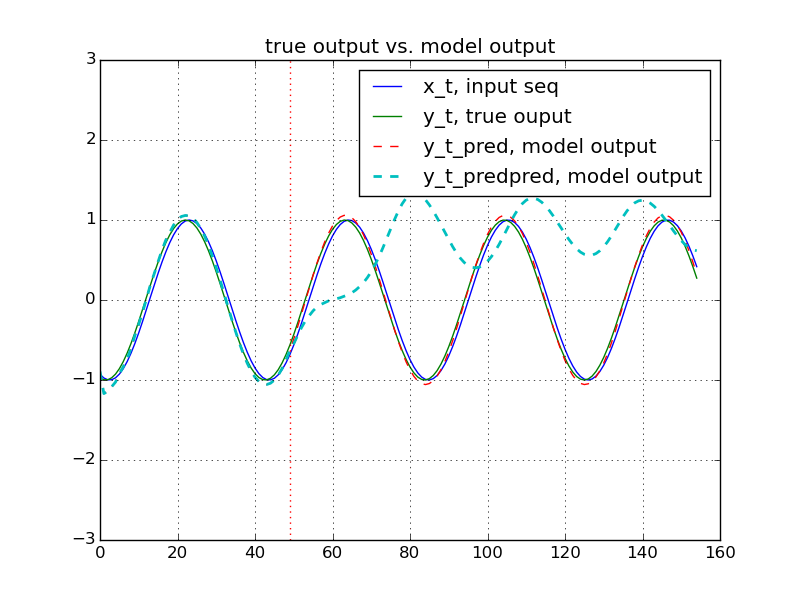 true output vs. model output
x_t, input seq
y_t, true ouput
y_t_pred, model output
y_t_predpred, model output
3
2
1
0
−1
−2
−3
0 20 40 60 80 100 120 140 160